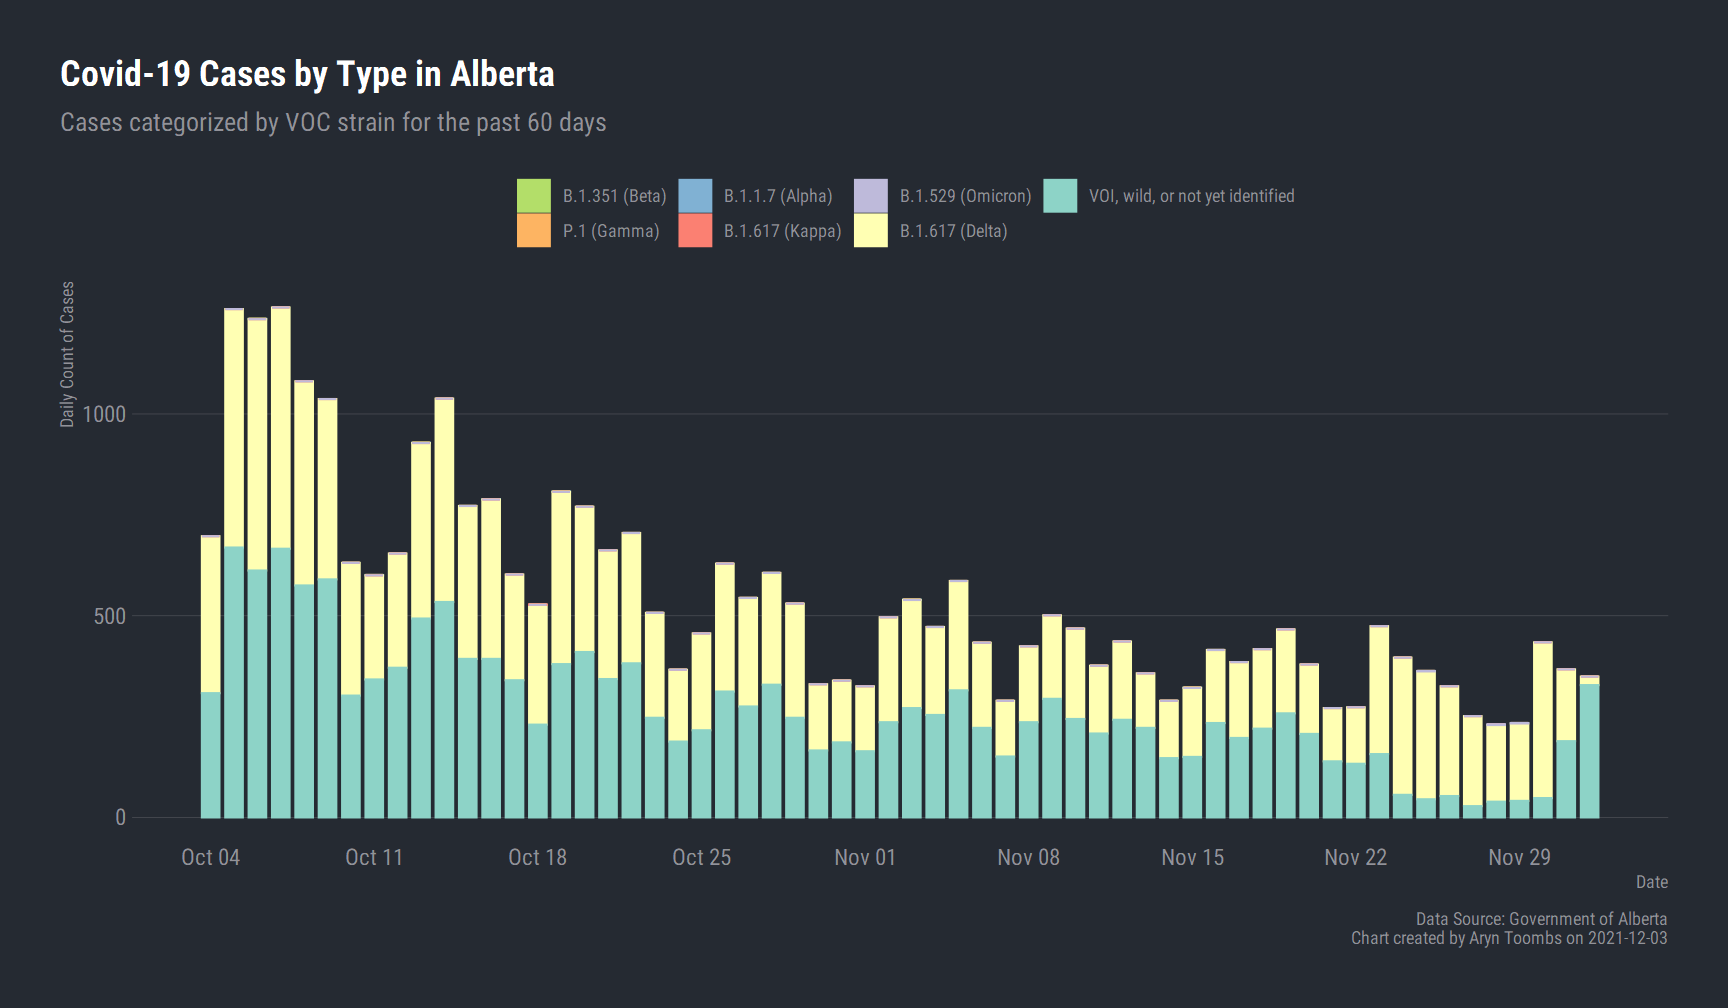 Covid-19 Cases by Type in Alberta
Cases categorized by VOC strain for the past 60 days
B.1.351 (Beta) B.1.1.7 (Alpha) B.1.529 (Omicron) VOI, wild, or not yet identified
P.1 (Gamma) B.1.617 (Kappa) B.1.617 (Delta)
Daily Count of Cases
1000
500
0
Oct 04 Oct 11 Oct 18 Oct 25 Nov 01 Nov 08 Nov 15 Nov 22 Nov 29
Date
Data Source: Government of Alberta
Chart created by Aryn Toombs on 2021-12-03